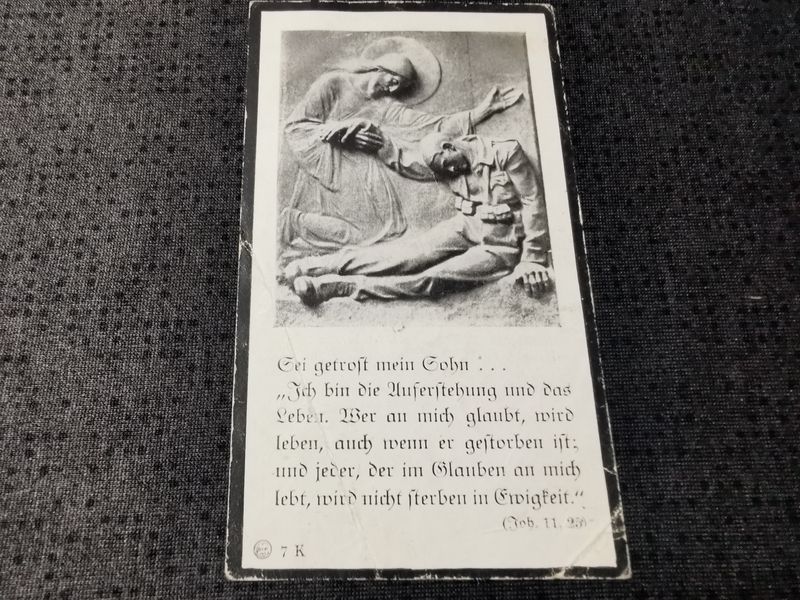 Sei getrost mein Sohn . . .
„Ich bin die Auferstehung und das
Leben. Wer an mich glaubt, wird
leben, auch wenn er gestorben ist;
und jeder, der im Glauben an mich
lebt, wird nicht sterben in Ewigkeit.“
(Joh. 11, 25)
7 K